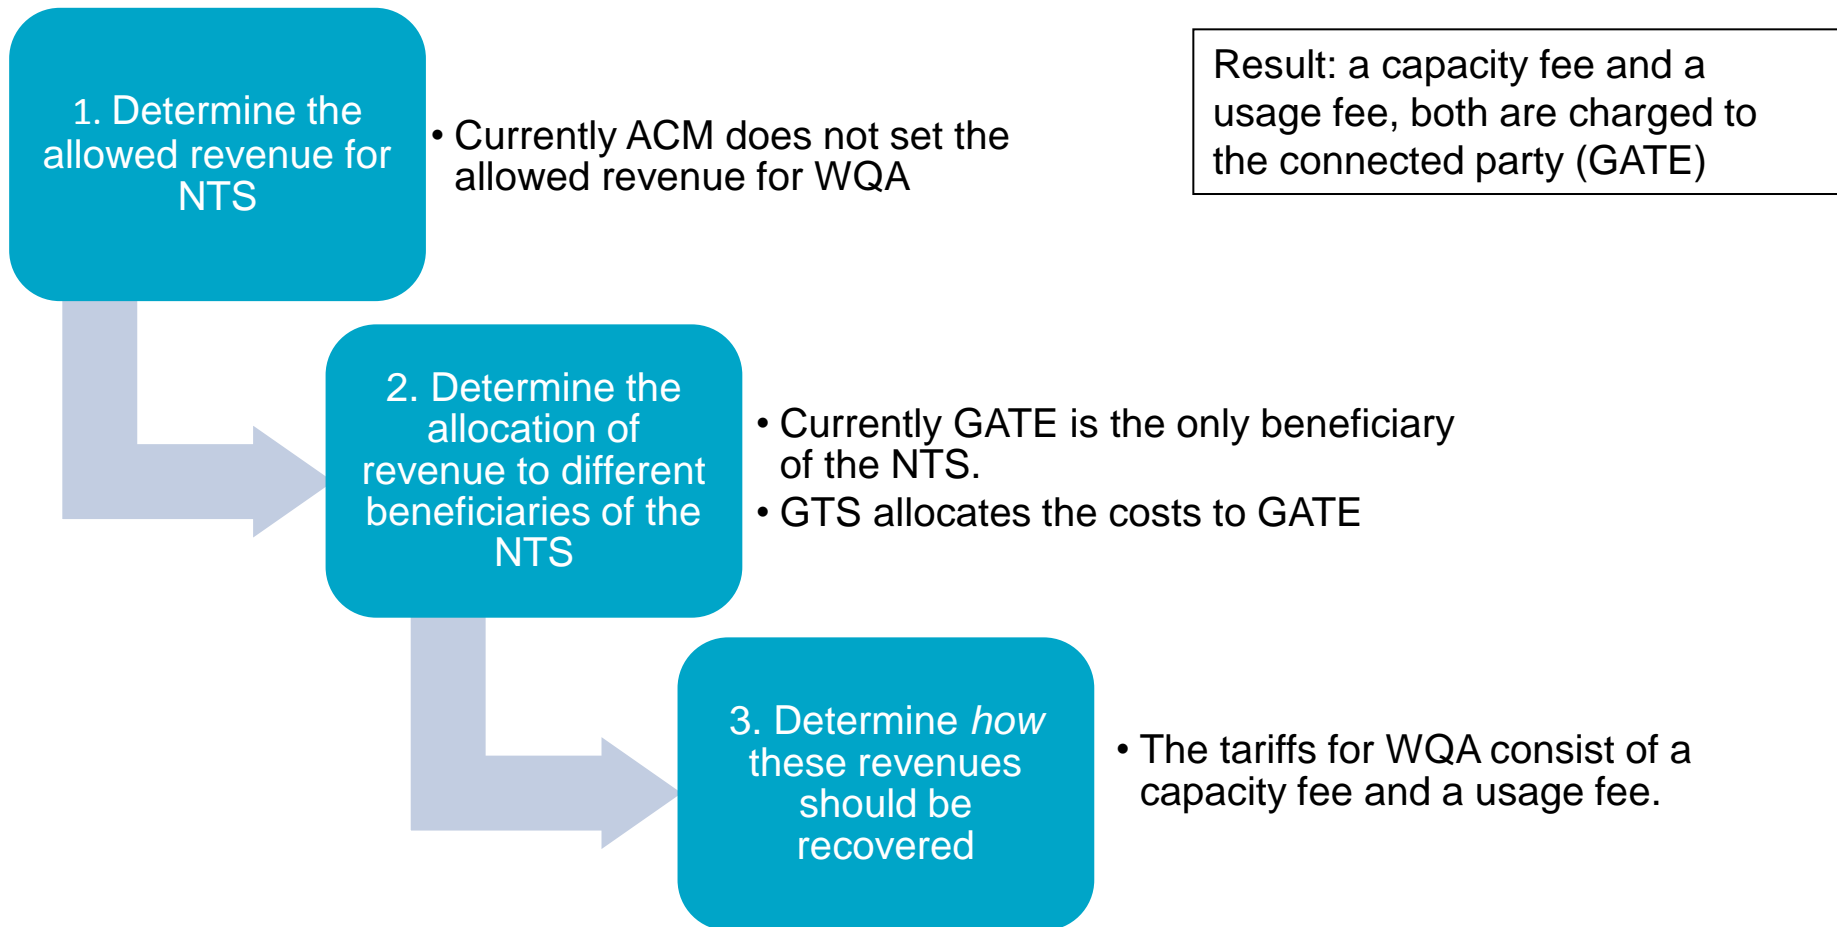 1. Determine the
allowed revenue for
NTS
• Currently ACM does not set the
allowed revenue for WQA
Result: a capacity fee and a
usage fee, both are charged to
the connected party (GATE)
2. Determine the
allocation of
revenue to different
beneficiaries of the
NTS
• Currently GATE is the only beneficiary
of the NTS.
• GTS allocates the costs to GATE
3. Determine how
these revenues
should be
recovered
• The tariffs for WQA consist of a
capacity fee and a usage fee.